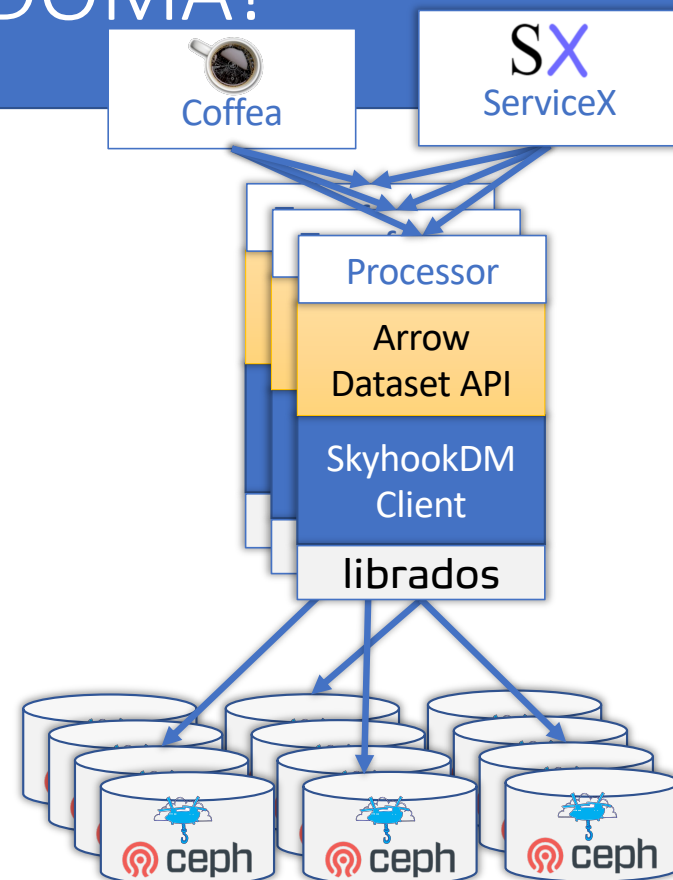 DOMA?
Coffea
SX
ServiceX
Processor
Arrow
Dataset API
SkyhookDM
Client
librados
ceph
ceph
ceph